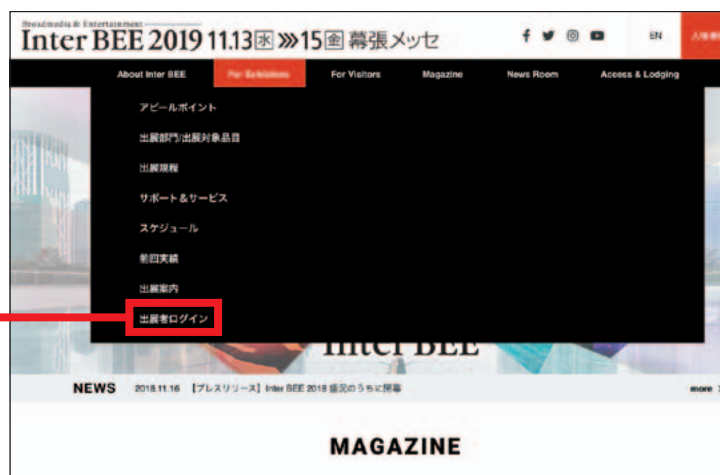 Broadmedia & Entertainment
Inter BEE 2019 11.13水 >>>15金 幕張メッセ
EN
About Inter BEE For Exhibitors For Visitors Magazine News Room Access & Lodging
アピールポイント
出展部門/出展対象品目
出展規程
サポート&サービス
スケジュール
前回実績
出展案内
出展者ログイン
Inter BEE
NEWS 2018.11.16 【プレスリリース】Inter BEE 2018 盛況のうちに閉幕 more
MAGAZINE